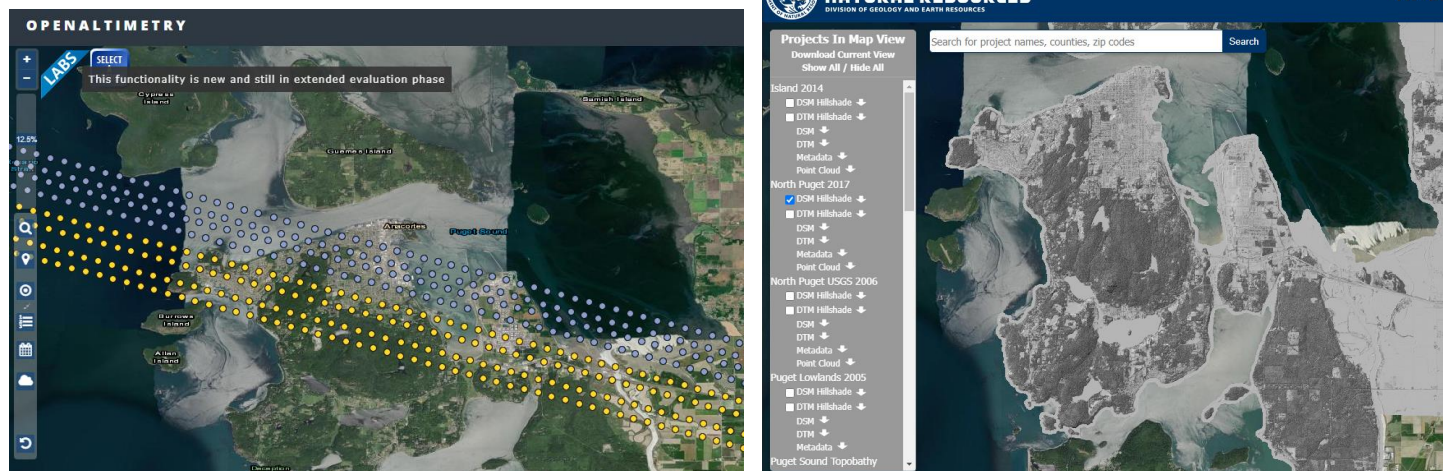 OPENALTIMETRY
+
−
LABS
SELECT
This functionality is new and still in extended evaluation phase
Cypress
Island
Samish Island
12.5%
Guemes Island
Anacortes
Puget Sound
Burrows
Island
Allan
Island
Deception
NATURAL RESOURCES
DIVISION OF GEOLOGY AND EARTH RESOURCES
Projects In Map View
Download Current View
Show All / Hide All
Search for project names, counties, zip codes
Search
Island 2014
DSM Hillshade
DTM Hillshade
DSM
DTM
Metadata
Point Cloud
North Puget 2017
DSM Hillshade
DTM Hillshade
DSM
DTM
Metadata
Point Cloud
North Puget USGS 2006
DSM Hillshade
DTM Hillshade
DSM
DTM
Metadata
Point Cloud
Puget Lowlands 2005
DSM Hillshade
DTM Hillshade
DSM
DTM
Metadata
Puget Sound Topobathy